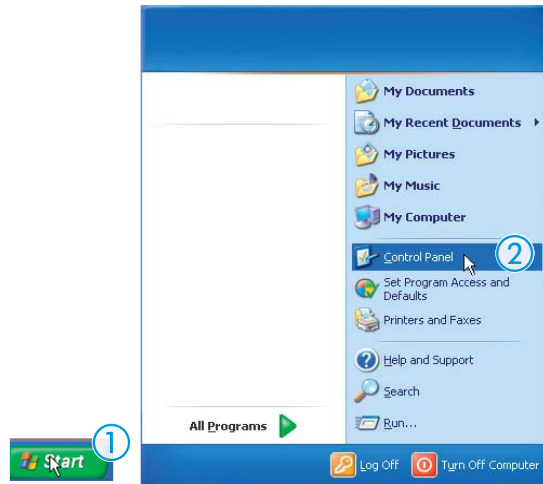 My Documents
My Recent Documents
My Pictures
My Music
My Computer
Control Panel
2
Set Program Access and
Defaults
Printers and Faxes
Help and Support
Search
Run...
All Programs
Log Off
Turn Off Computer
1
Start